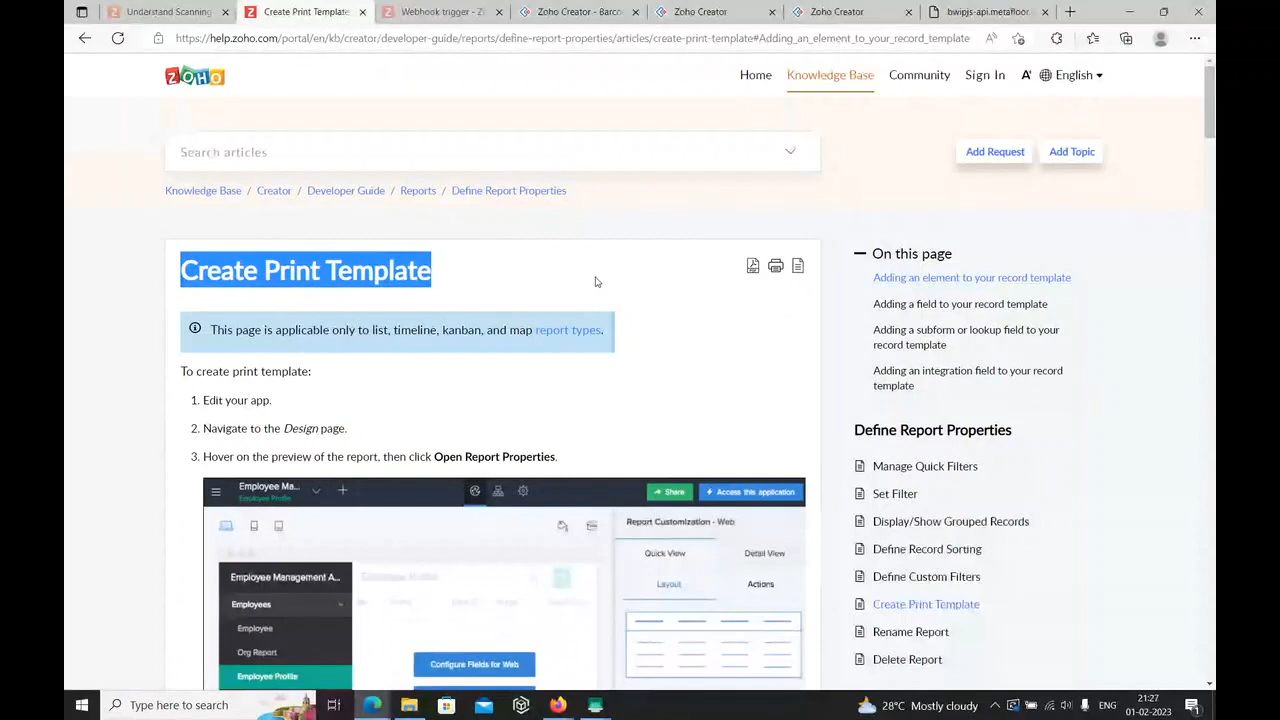 Understand Scanning
Create Print Template
Webhook trigger - Z
Zoho Creator - Barco
Zoho Creator
Zoho Creator
bwipjs-api.metafloor.
https://help.zoho.com/portal/en/kb/creator/developer-guide/reports/define-report-properties/articles/create-print-template#Adding_an_element_to_your_record_template
ZOHO
Home
Knowledge Base
Community
Sign In
English
Search articles
Add Request
Add Topic
Knowledge Base / Creator / Developer Guide / Reports / Define Report Properties
Create Print Template
This page is applicable only to list, timeline, kanban, and map report types.
To create print template:
1. Edit your app.
2. Navigate to the Design page.
3. Hover on the preview of the report, then click Open Report Properties.
Employee Ma...
Employee Profile
Share
Access this application
Report Customization - Web
Quick View
Detail View
Layout
Actions
Employee Management A...
Employees
Employee
Org Report
Employee Profile
Employee Profile
Configure Fields for Web
On this page
Adding an element to your record template
Adding a field to your record template
Adding a subform or lookup field to your
record template
Adding an integration field to your record
template
Define Report Properties
Manage Quick Filters
Set Filter
Display/Show Grouped Records
Define Record Sorting
Define Custom Filters
Create Print Template
Rename Report
Delete Report
Type here to search
28°C Mostly cloudy
ENG
21:27
01-02-2023